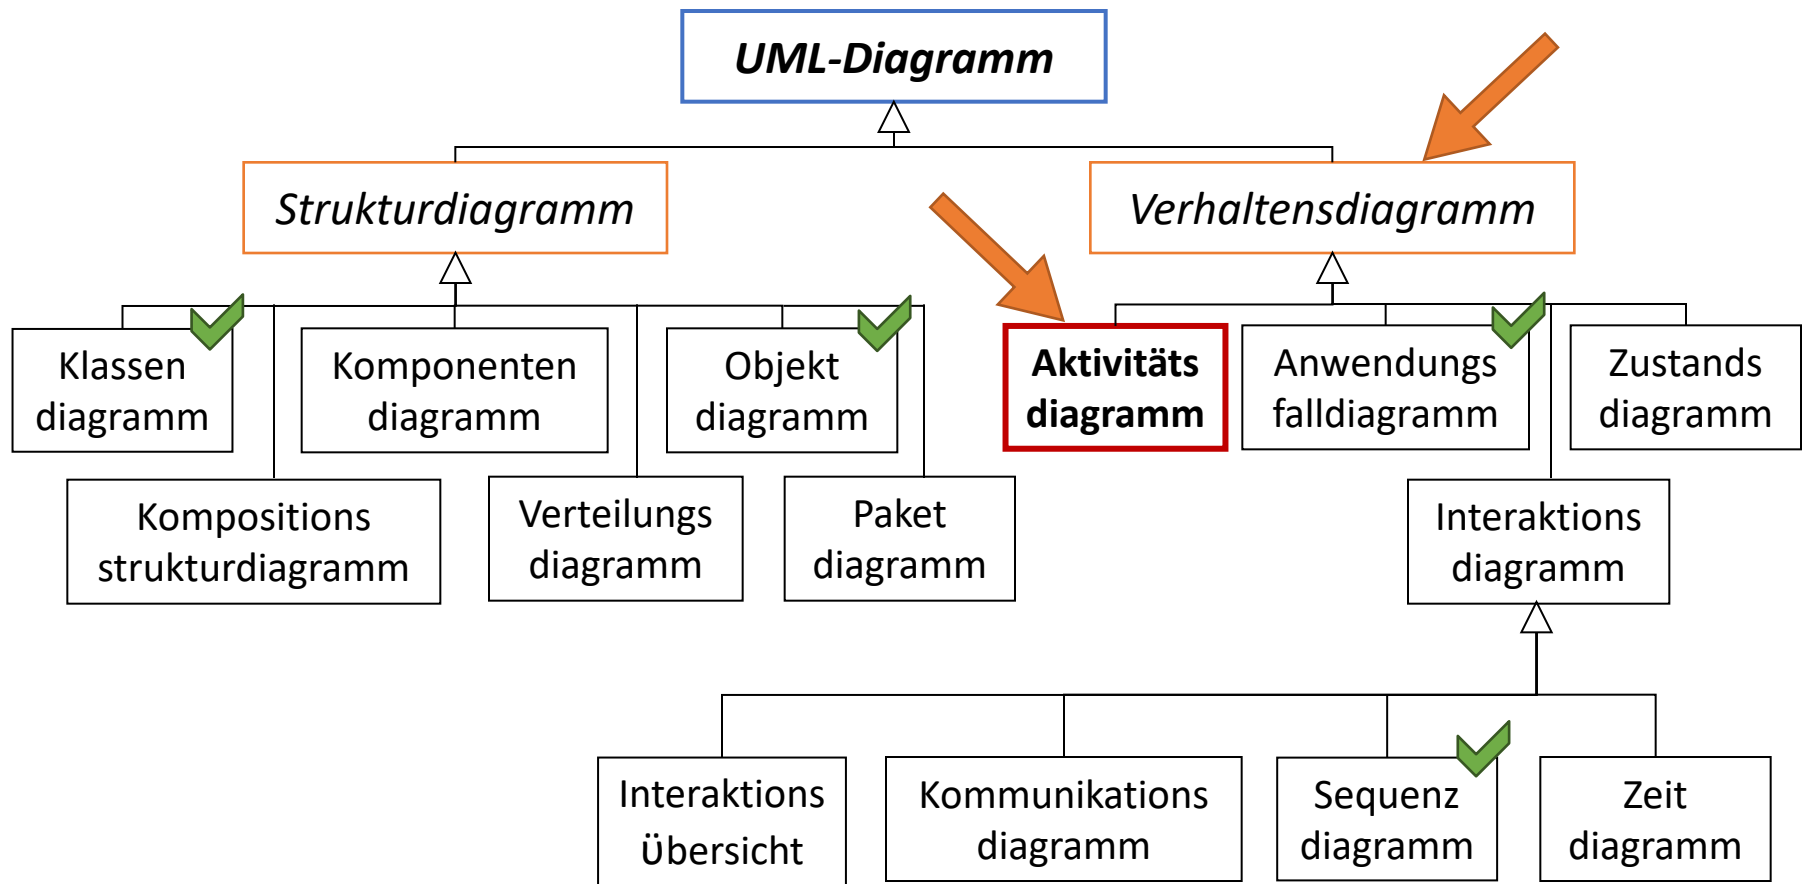 UML-Diagramm
Strukturdiagramm
Verhaltensdiagramm
Klassen
diagramm
Komponenten
diagramm
Objekt
diagramm
Aktivitäts
diagramm
Anwendungs
falldiagramm
Zustands
diagramm
Kompositions
strukturdiagramm
Verteilungs
diagramm
Paket
diagramm
Interaktions
diagramm
Interaktions
übersicht
Kommunikations
diagramm
Sequenz
diagramm
Zeit
diagramm